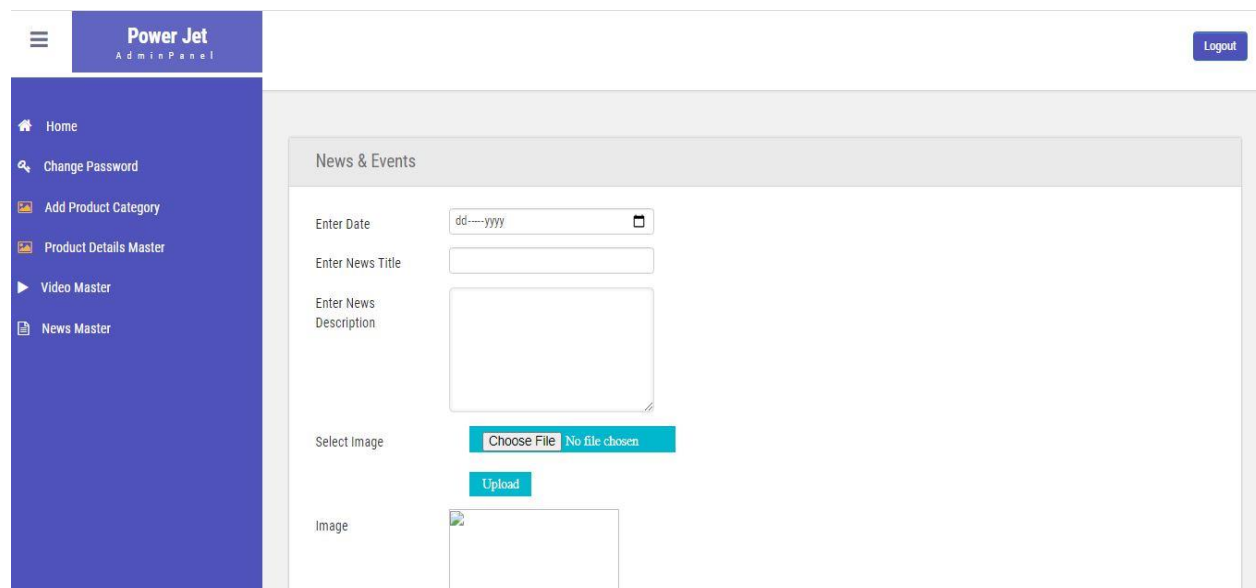 Power Jet
AdminPanel
Logout
Home
Change Password
Add Product Category
Product Details Master
Video Master
News Master
News & Events
Enter Date
dd-----yyyy
Enter News Title
Enter News
Description
Select Image
Choose File No file chosen
Upload
Image